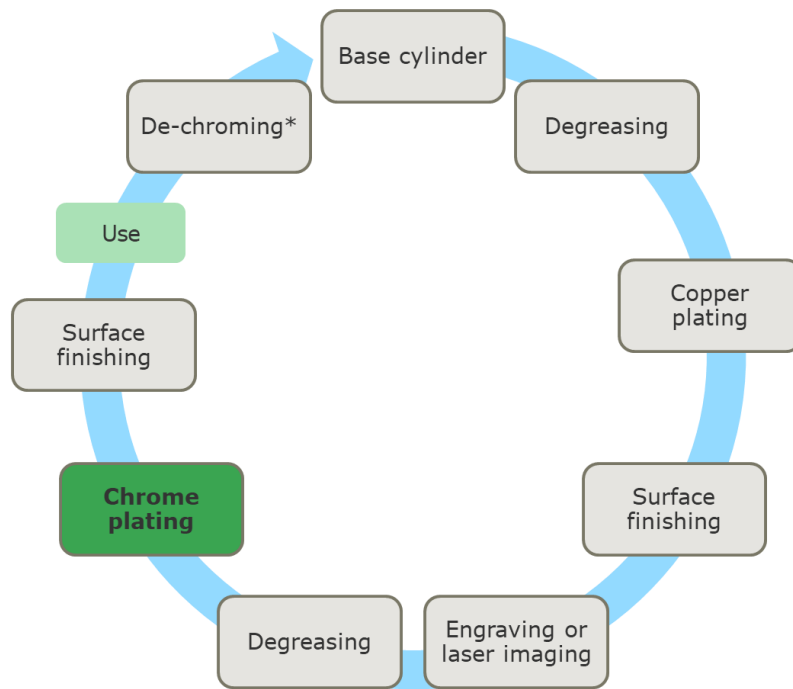 Base cylinder
Degreasing
Copper
plating
Surface
finishing
Engraving or
laser imaging
Degreasing
Chrome
plating
Surface
finishing
Use
De-chroming*